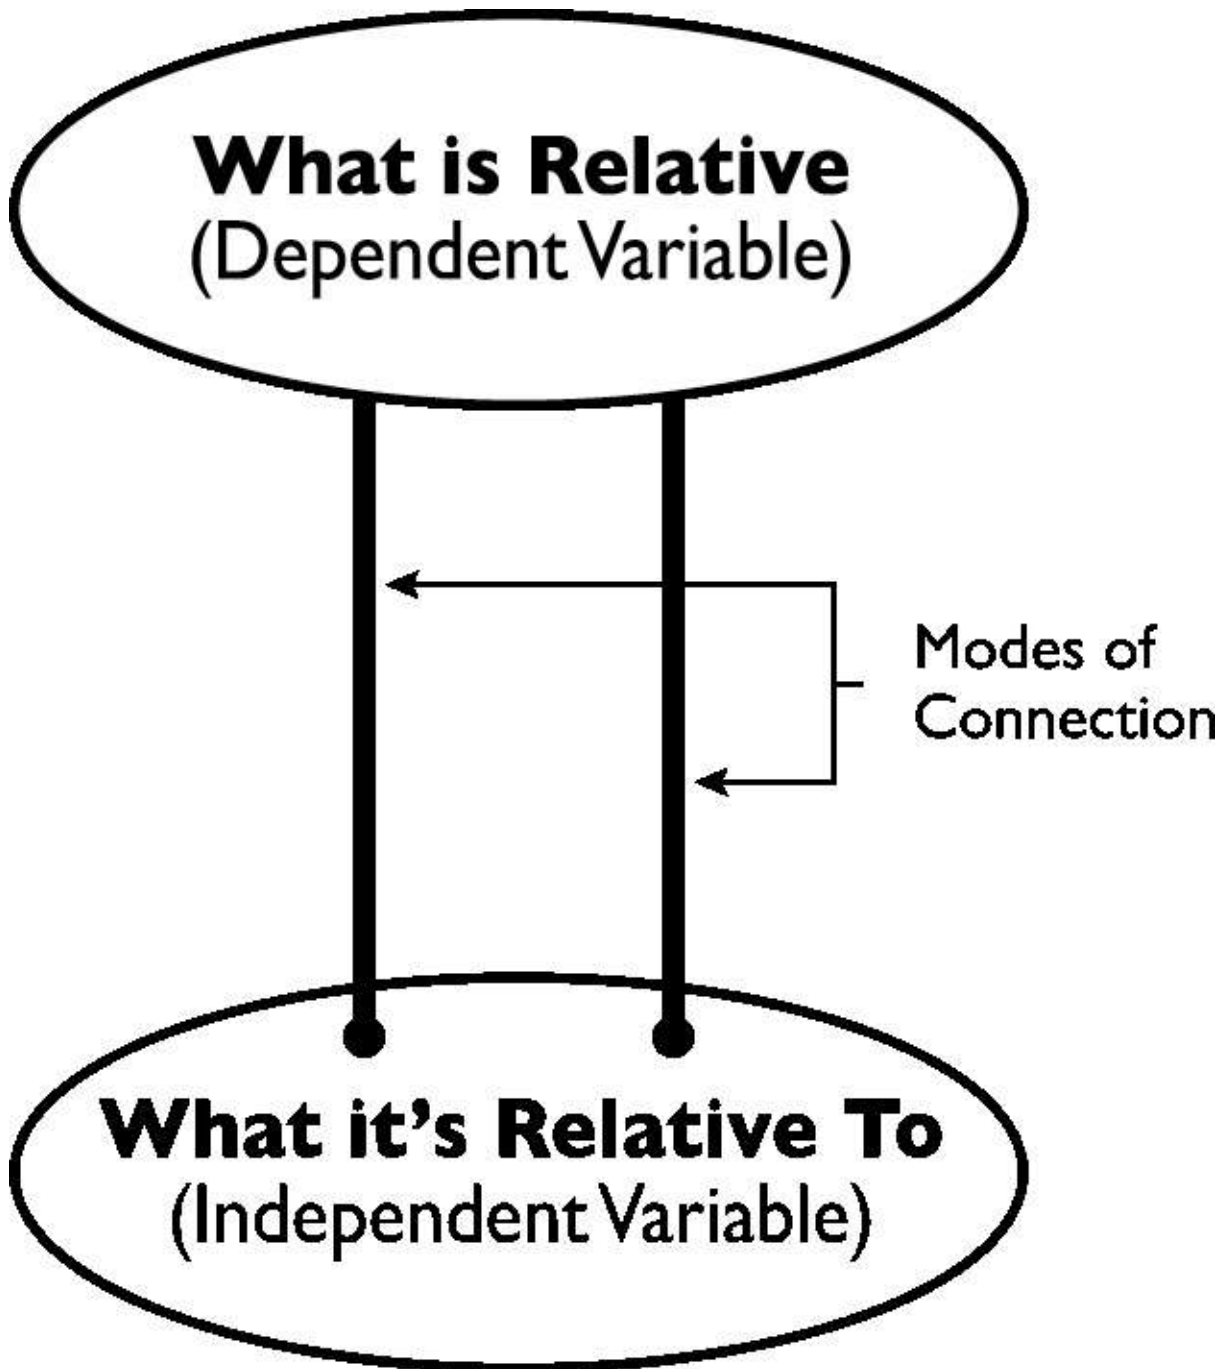 What is Relative
(Dependent Variable)
Modes of
Connection
What it’s Relative To
(Independent Variable)